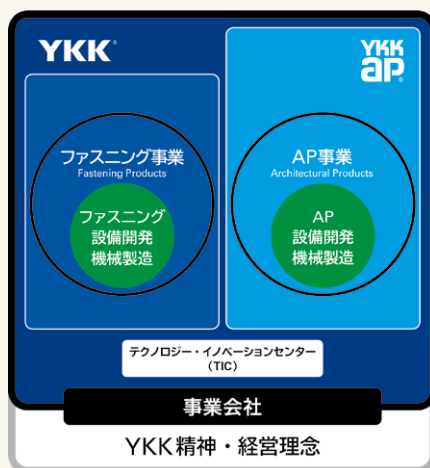 YKK®
YKK
ap®
ファスニング事業
Fastening Products
ファスニング
設備開発
機械製造
AP事業
Architectural Products
AP
設備開発
機械製造
テクノロジー・イノベーションセンター
(TIC)
事業会社
YKK精神・経営理念